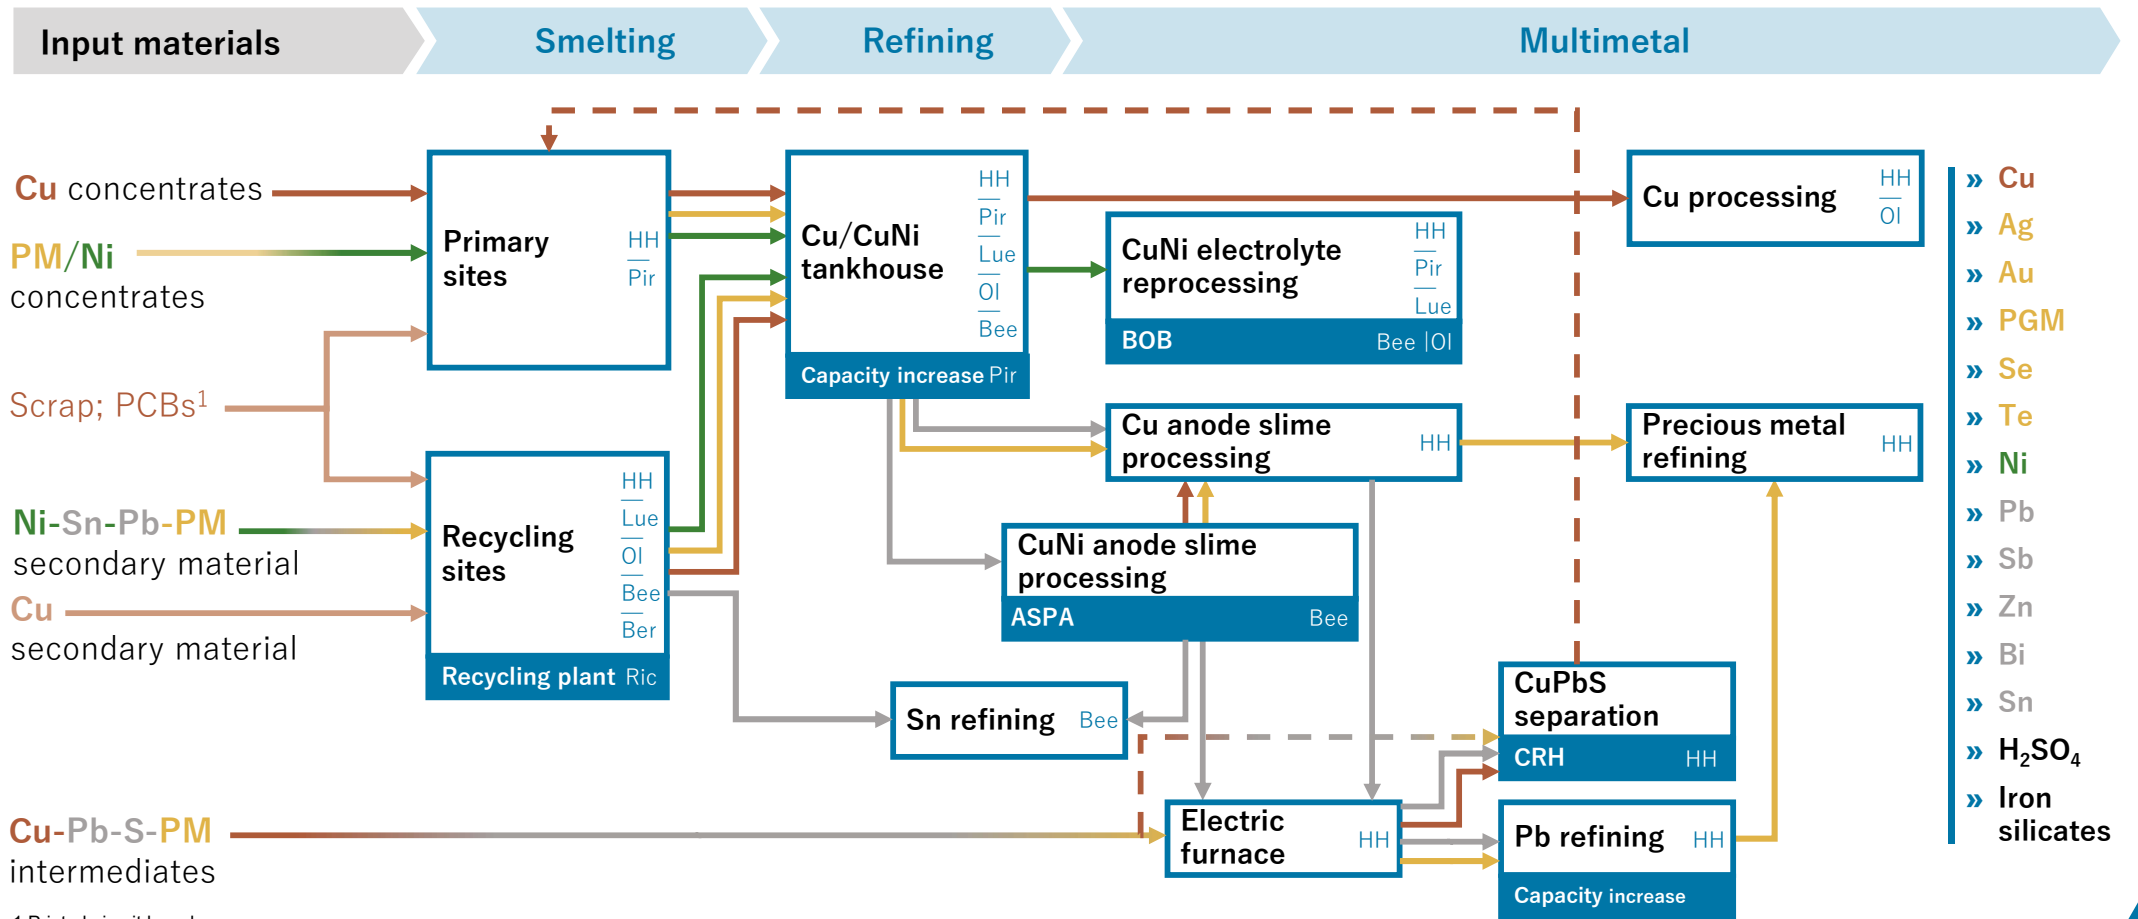 Input materials
Smelting
Refining
Multimetal
Cu concentrates
PM/Ni
concentrates
Scrap; PCBs1
Ni-Sn-Pb-PM
secondary material
Cu
secondary material
Cu-Pb-S-PM
intermediates
Primary
sites
HH
Pir
Recycling
sites
HH
Lue
Ol
Bee
Ber
Recycling plant Ric
Cu/CuNi
tankhouse
HH
Pir
Lue
Ol
Bee
Capacity increase Pir
CuNi electrolyte
reprocessing
HH
Pir
Lue
BOB Bee |Ol
Cu anode slime
processing
HH
CuNi anode slime
processing
ASPA Bee
Sn refining Bee
Electric
furnace
HH
Cu processing
HH
Ol
Precious metal
refining
HH
CuPbS
separation
CRH HH
Pb refining HH
Capacity increase
» Cu
» Ag
» Au
» PGM
» Se
» Te
» Ni
» Pb
» Sb
» Zn
» Bi
» Sn
» H2SO4
» Iron
silicates